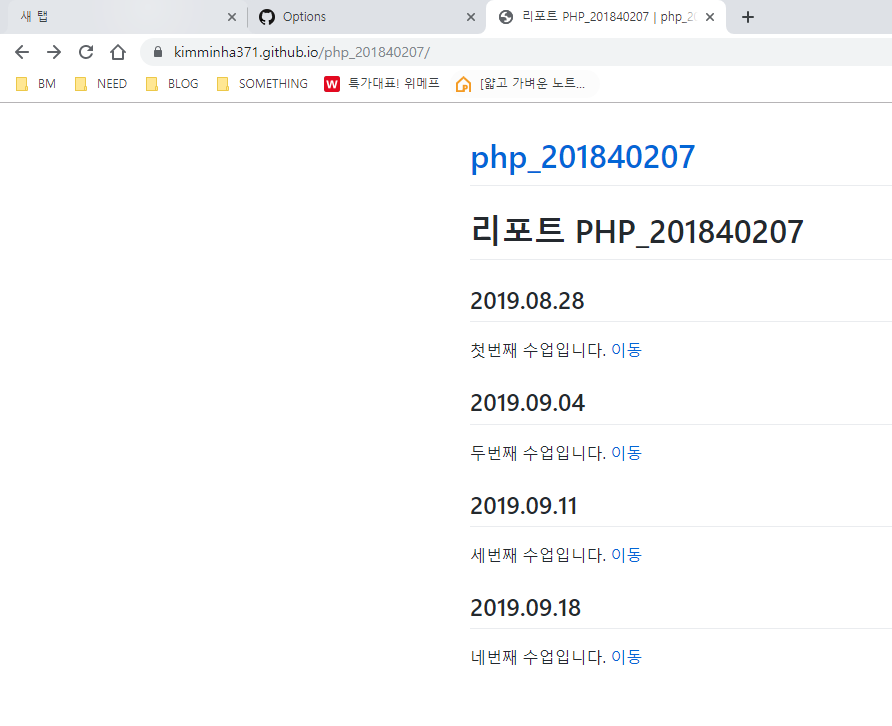 새 탭
Options
리포트 PHP_201840207 | php_20
kimminha371.github.io/php_201840207/
BM NEED BLOG SOMETHING W 특가대표! 위메프 [얇고 가벼운 노트...
php_201840207
리포트 PHP_201840207
2019.08.28
첫번째 수업입니다. 이동
2019.09.04
두번째 수업입니다. 이동
2019.09.11
세번째 수업입니다. 이동
2019.09.18
네번째 수업입니다. 이동